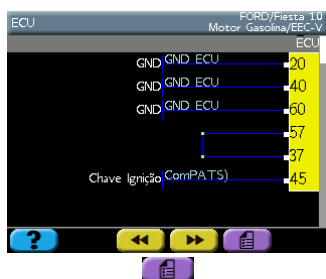 ECU
FORD/Fiesta 1.0
Motor Gasolina/EEC-V
ECU
GND GND ECU 20
GND GND ECU 40
GND GND ECU 60
57
37
Chave Ignição ComPATS) 45
?